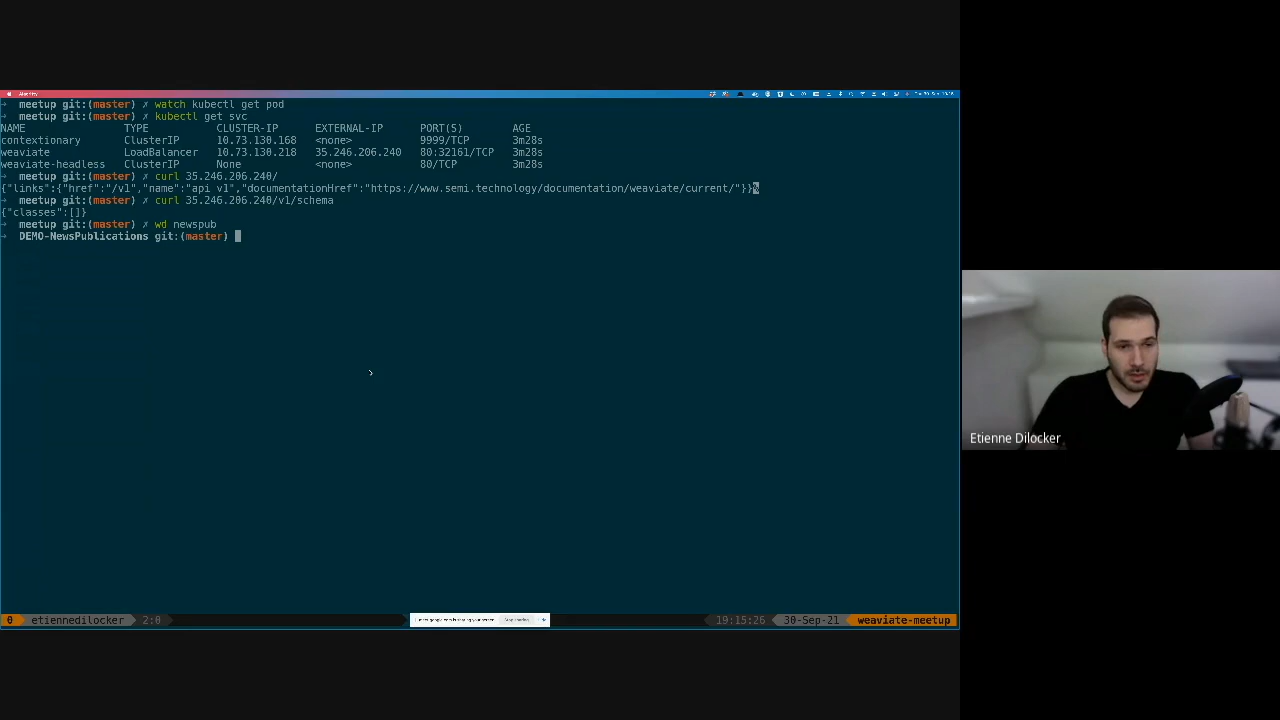 → meetup git:(master) ✗ watch kubectl get pod
→ meetup git:(master) ✗ kubectl get svc
NAME TYPE CLUSTER-IP EXTERNAL-IP PORT(S) AGE
contextionary ClusterIP 10.73.130.168 <none> 9999/TCP 3m28s
weaviate LoadBalancer 10.73.130.218 35.246.206.240 80:32161/TCP 3m28s
weaviate-headless ClusterIP None <none> 80/TCP 3m28s
→ meetup git:(master) ✗ curl 35.246.206.240/
{"links":{"href":"/v1","name":"api v1","documentationHref":"https://www.semi.technology/documentation/weaviate/current/"}}%
→ meetup git:(master) ✗ curl 35.246.206.240/v1/schema
{"classes":[]}
→ meetup git:(master) ✗ wd newspub
→ DEMO-NewsPublications git:(master)
Etienne Dilocker
0 etiennedilocker 2:0 Stop sharing Hide 19:15:26 30-Sep-21 weaviate-meetup